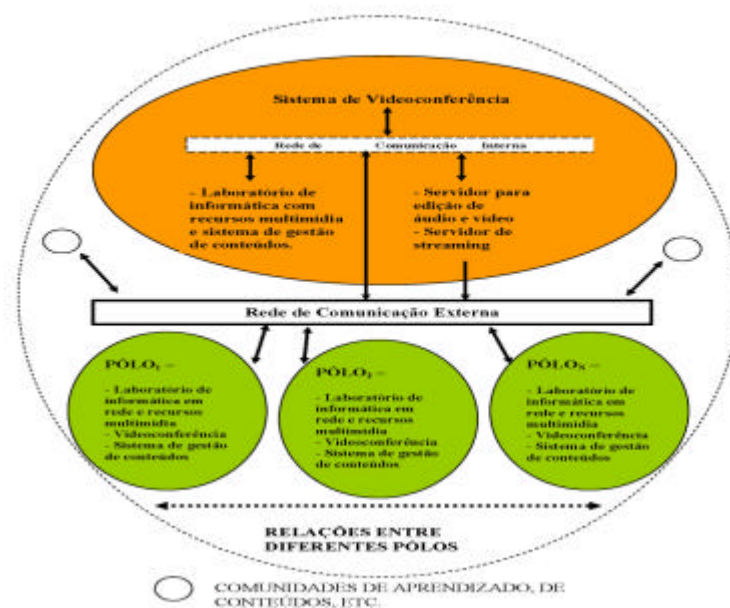 Sistema de Videoconferência
Rede de Comunicação Interna
- Laboratório de
informática com
recursos multimídia
e sistema de gestão
de conteúdos.
- Servidor para
edição de
áudio e vídeo
- Servidor de
streaming
Rede de Comunicação Externa
PÓLO₁ –
- Laboratório de
informática em
rede e recursos
multimídia
- Videoconferência
- Sistema de gestão
de conteúdos
PÓLO₂ –
- Laboratório de
informática em
rede e recursos
multimídia
- Videoconferência
- Sistema de gestão
de conteúdos
PÓLOₙ –
- Laboratório de
informática em
rede e recursos
multimídia
- Videoconferência
- Sistema de gestão
de conteúdos
RELAÇÕES ENTRE
DIFERENTES PÓLOS
COMUNIDADES DE APRENDIZADO, DE
CONTEÚDOS, ETC.